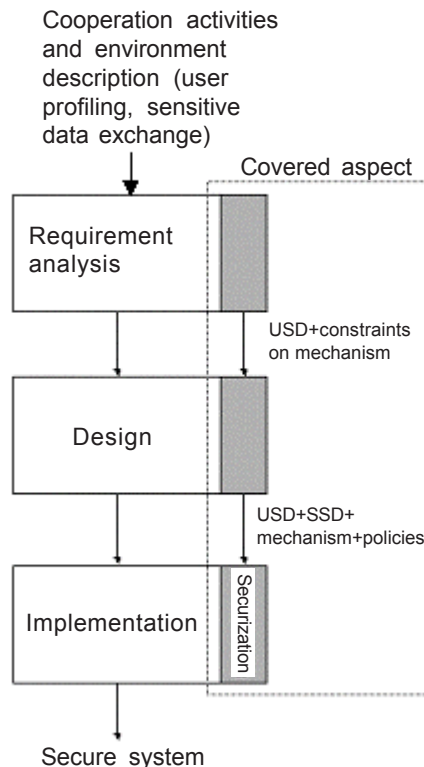 Cooperation activities
and environment
description (user
profiling, sensitive
data exchange)
Covered aspect
Requirement
analysis
USD+constraints
on mechanism
Design
USD+SSD+
mechanism+policies
Implementation
Securization
Secure system